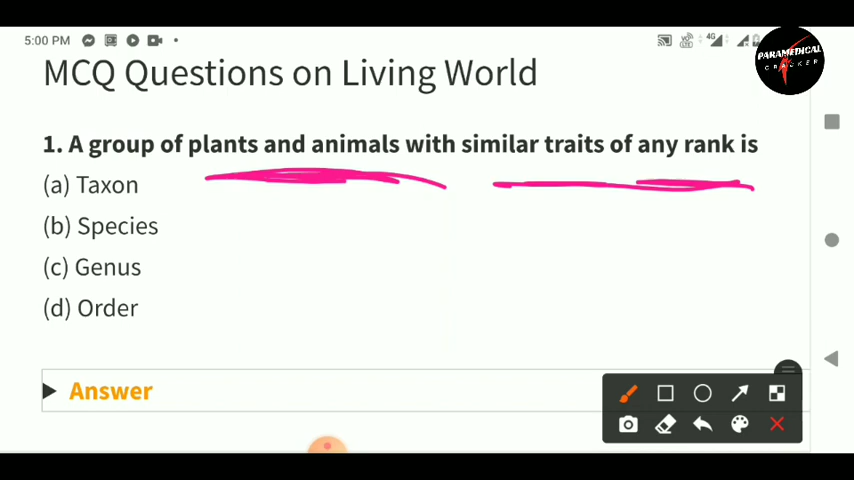 5:00 PM
4G
PARAMEDICAL
CRACKER
MCQ Questions on Living World
1. A group of plants and animals with similar traits of any rank is
(a) Taxon
(b) Species
(c) Genus
(d) Order
Answer